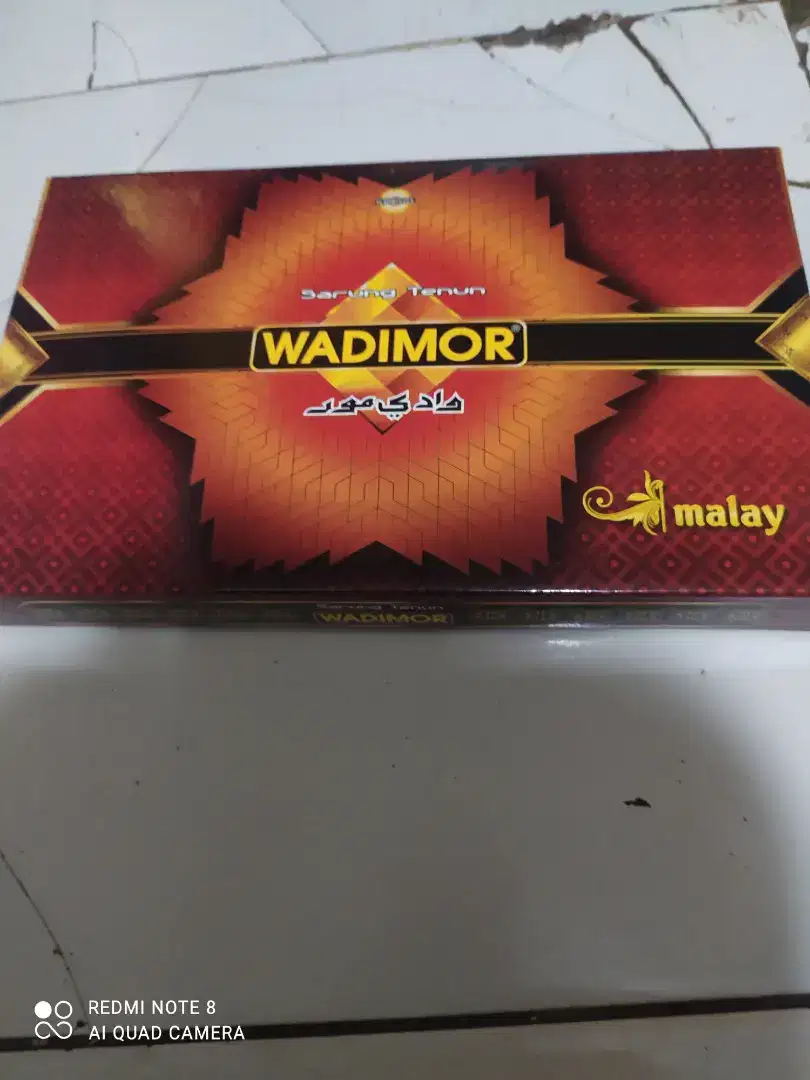 Sarung Tenun
WADIMOR®
وادي مور
malay
Sarung Tenun
WADIMOR
REDMI NOTE 8
AI QUAD CAMERA